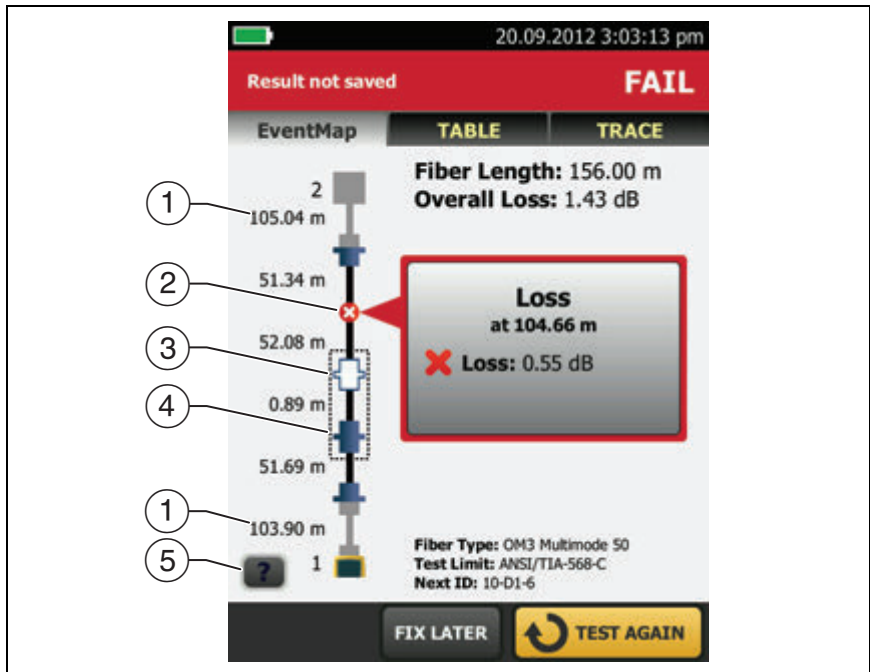 20.09.2012 3:03:13 pm
Result not saved FAIL
EventMap TABLE TRACE
Fiber Length: 156.00 m
Overall Loss: 1.43 dB
2
1
105.04 m
2
51.34 m
Loss
at 104.66 m
Loss: 0.55 dB
3
52.08 m
4
0.89 m
51.69 m
1
103.90 m
5
?
1
Fiber Type: OM3 Multimode 50
Test Limit: ANSI/TIA-568-C
Next ID: 10-D1-6
FIX LATER TEST AGAIN